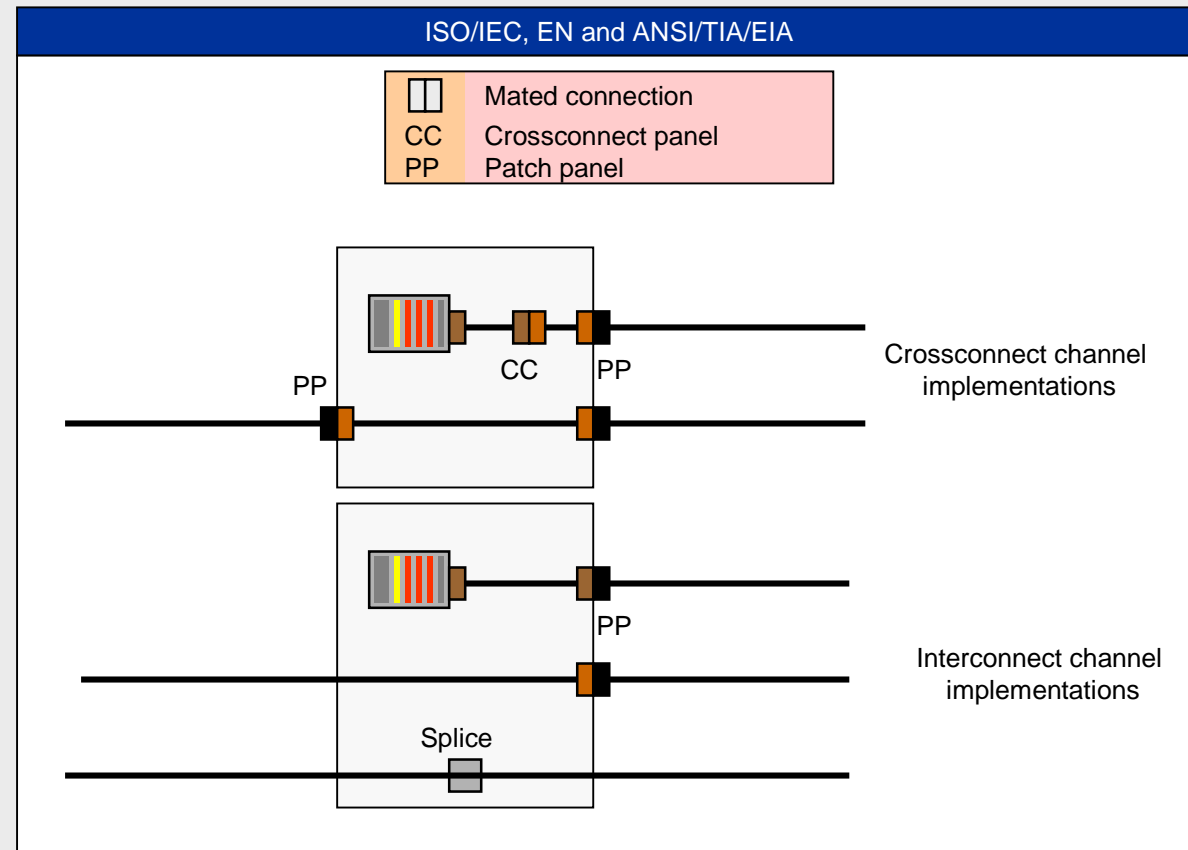 ISO/IEC, EN and ANSI/TIA/EIA
Mated connection
CC Crossconnect panel
PP Patch panel
CC
PP
PP
Crossconnect channel
implementations
PP
Interconnect channel
implementations
Splice